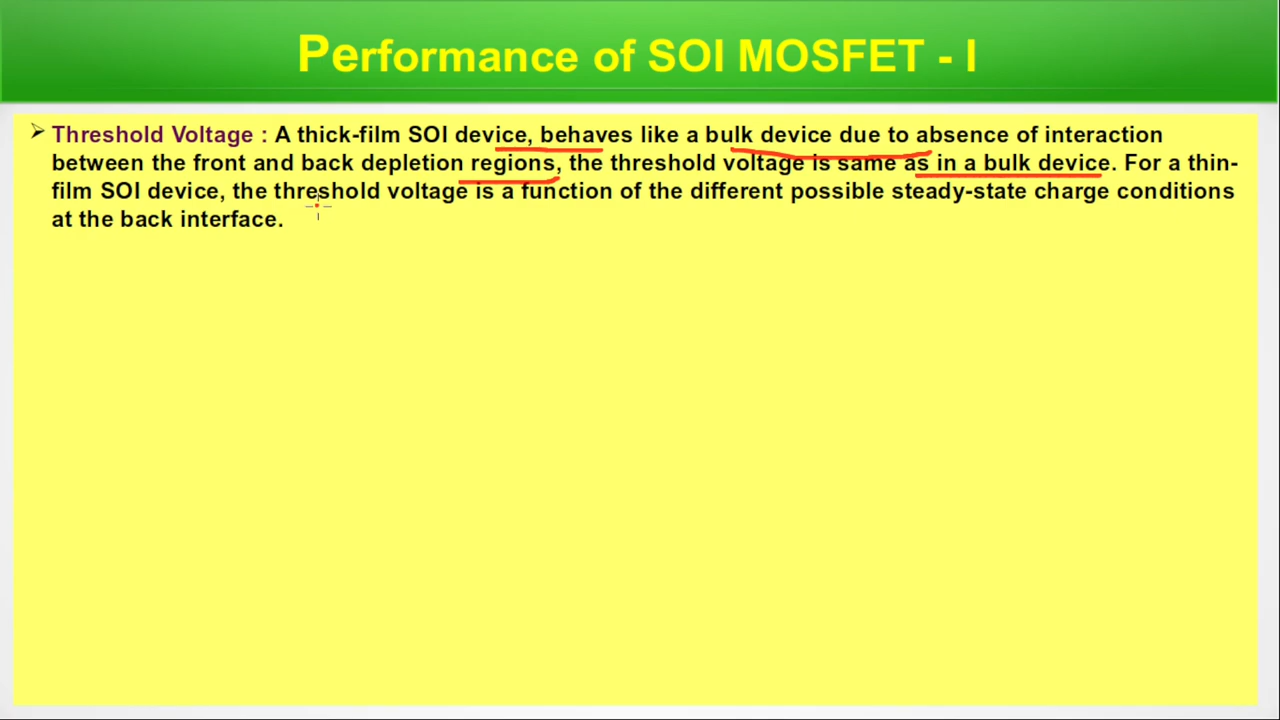 Performance of SOI MOSFET - I
➢ Threshold Voltage : A thick-film SOI device, behaves like a bulk device due to absence of interaction
between the front and back depletion regions, the threshold voltage is same as in a bulk device. For a thin-
film SOI device, the threshold voltage is a function of the different possible steady-state charge conditions
at the back interface.